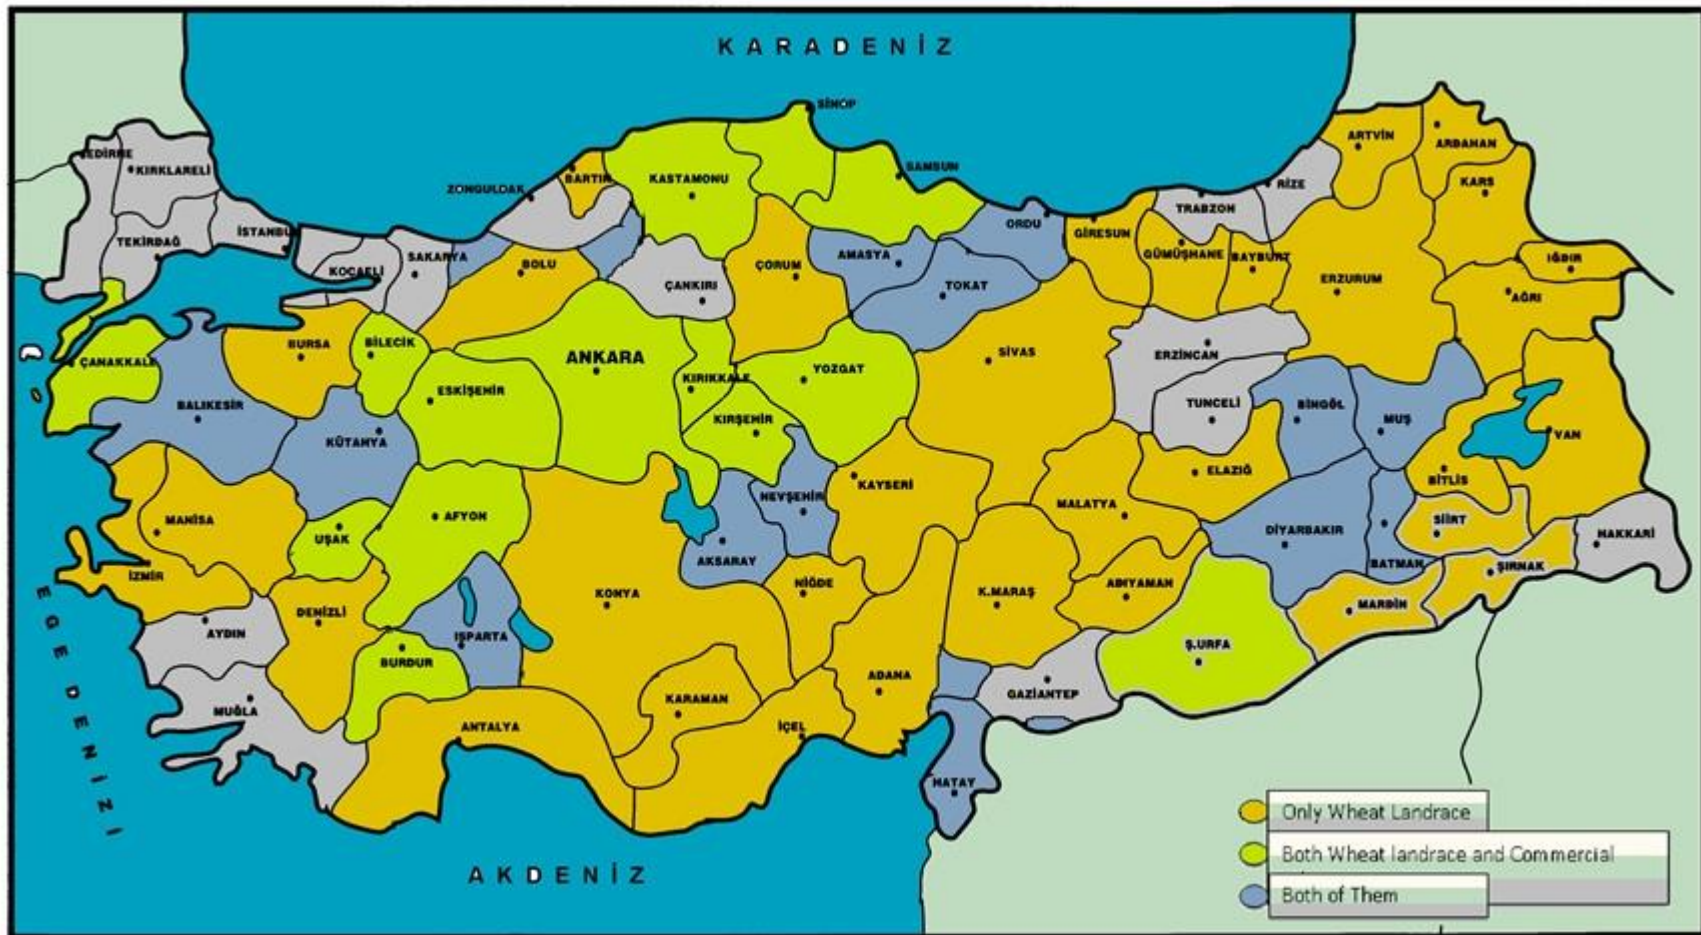 KARADENİZ
SİNOP
EDİRNE
KIRKLARELİ
TEKİRDAĞ
İSTANBUL
KOCAELİ
SAKARYA
ZONGULDAK
BARTIN
KASTAMONU
SAMSUN
ORDU
GİRESUN
TRABZON
RİZE
ARTVİN
ARDAHAN
KARS
BOLU
ÇANKIRI
ÇORUM
AMASYA
TOKAT
GÜMÜŞHANE
BAYBURT
ERZURUM
IĞDIR
AĞRI
ÇANAKKALE
BURSA
BİLECİK
ESKİŞEHİR
ANKARA
KIRIKKALE
YOZGAT
SİVAS
ERZİNCAN
TUNCELİ
BİNGÖL
MUŞ
VAN
BALIKESİR
KÜTAHYA
KIRŞEHİR
KAYSERİ
NEVŞEHİR
ELAZIĞ
BİTLİS
MANİSA
UŞAK
AFYON
AKSARAY
MALATYA
DİYARBAKIR
BATMAN
SİİRT
ŞIRNAK
HAKKARİ
İZMİR
AYDIN
DENİZLİ
ISPARTA
KONYA
NİĞDE
K.MARAŞ
ADIYAMAN
MARDİN
BURDUR
Ş.URFA
MUĞLA
ANTALYA
KARAMAN
İÇEL
ADANA
GAZİANTEP
HATAY
EGE DENİZİ
AKDENİZ
Only Wheat Landrace
Both Wheat landrace and Commercial
Both of Them